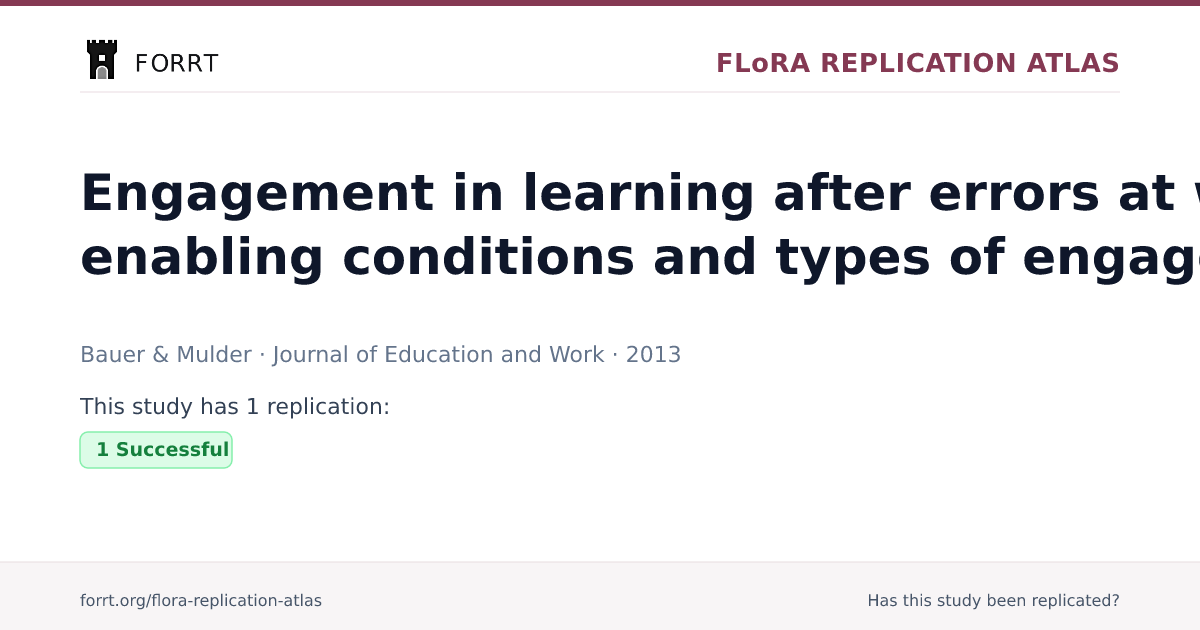 FORRT
FLoRA REPLICATION ATLAS
Engagement in learning after errors at
enabling conditions and types of
Bauer & Mulder · Journal of Education and Work · 2013
This study has 1 replication:
1 Successful
forrt.org/flora-replication-atlas
Has this study been replicated?